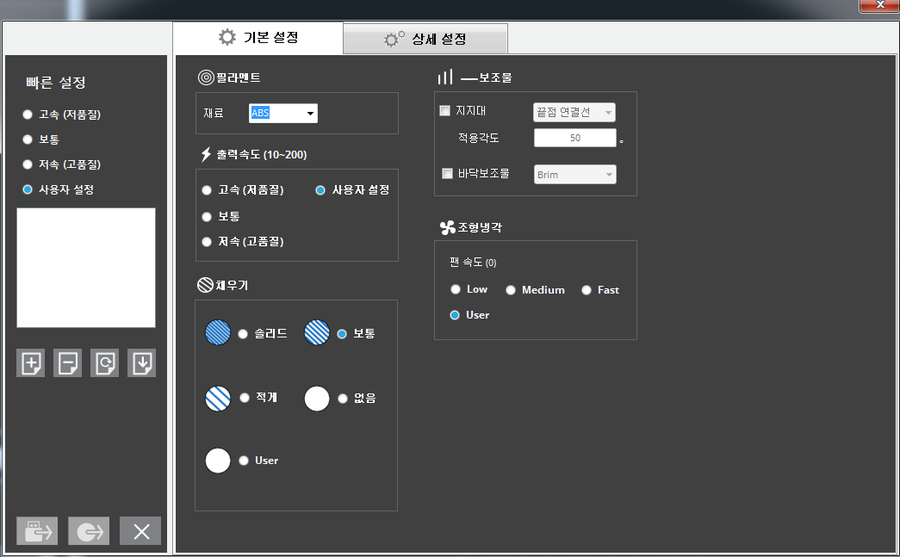 기본 설정
상세 설정
빠른 설정
고속 (저품질)
보통
저속 (고품질)
사용자 설정
필라멘트
재료
ABS
출력속도 (10~200)
고속 (저품질)
사용자 설정
보통
저속 (고품질)
채우기
솔리드
보통
적게
없음
User
보조물
지지대
끝점 연결선
적용각도
50
바닥보조물
Brim
조형냉각
팬 속도 (0)
Low
Medium
Fast
User